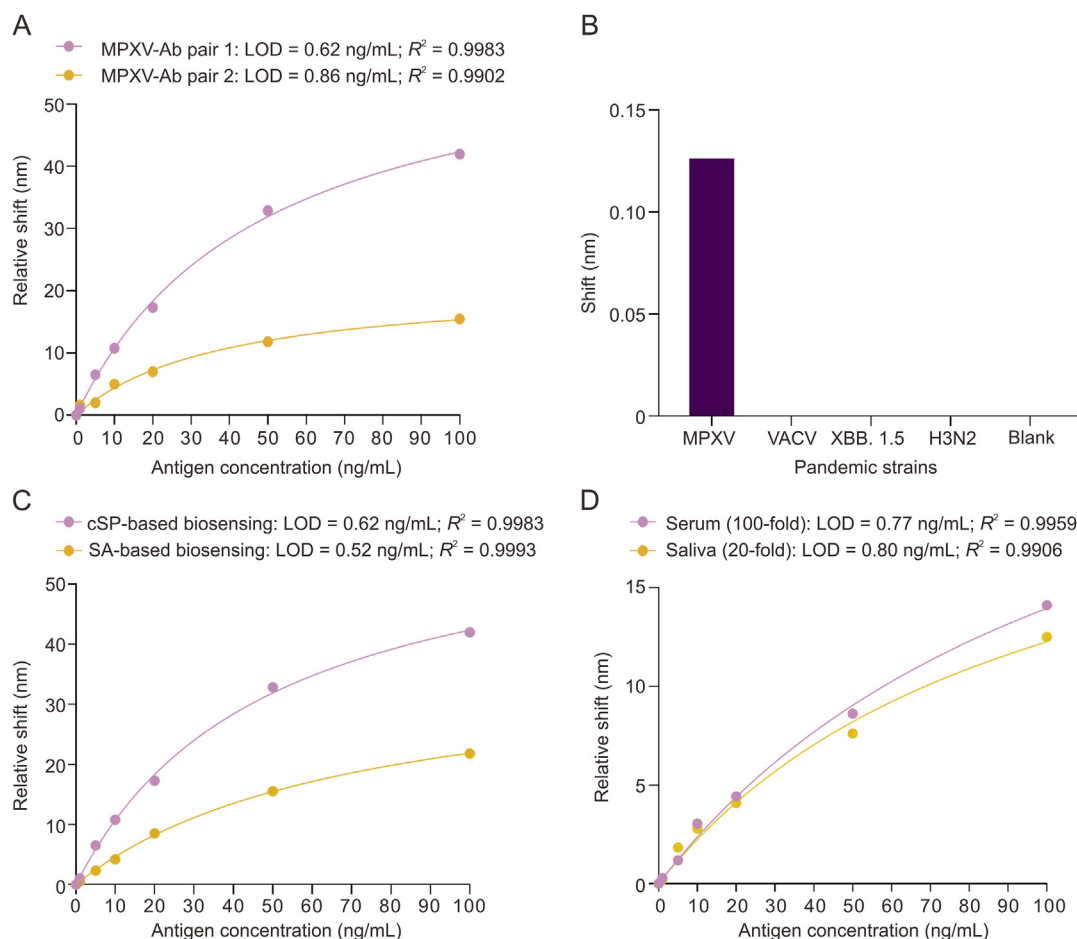 A
MPXV-Ab pair 1: LOD = 0.62 ng/mL; R² = 0.9983
MPXV-Ab pair 2: LOD = 0.86 ng/mL; R² = 0.9902
50
40
30
20
10
0
Relative shift (nm)
0 10 20 30 40 50 60 70 80 90 100
Antigen concentration (ng/mL)
B
0.15
0.10
0.05
0
Shift (nm)
MPXV VACV XBB. 1.5 H3N2 Blank
Pandemic strains
C
cSP-based biosensing: LOD = 0.62 ng/mL; R² = 0.9983
SA-based biosensing: LOD = 0.52 ng/mL; R² = 0.9993
50
40
30
20
10
0
Relative shift (nm)
0 10 20 30 40 50 60 70 80 90 100
Antigen concentration (ng/mL)
D
Serum (100-fold): LOD = 0.77 ng/mL; R² = 0.9959
Saliva (20-fold): LOD = 0.80 ng/mL; R² = 0.9906
15
10
5
0
Relative shift (nm)
0 10 20 30 40 50 60 70 80 90 100
Antigen concentration (ng/mL)